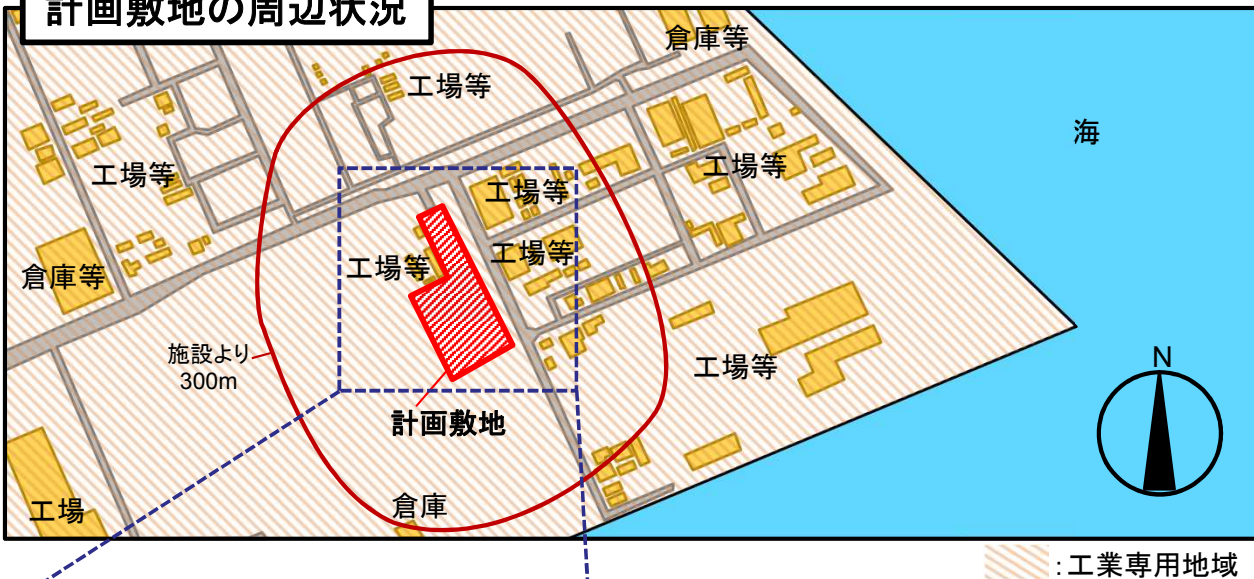 計画敷地の周辺状況
倉庫等
工場等
海
工場等
工場等
工場等
工場等
工場等
倉庫等
施設より
300m
工場等
N
計画敷地
倉庫
工場
:工業専用地域